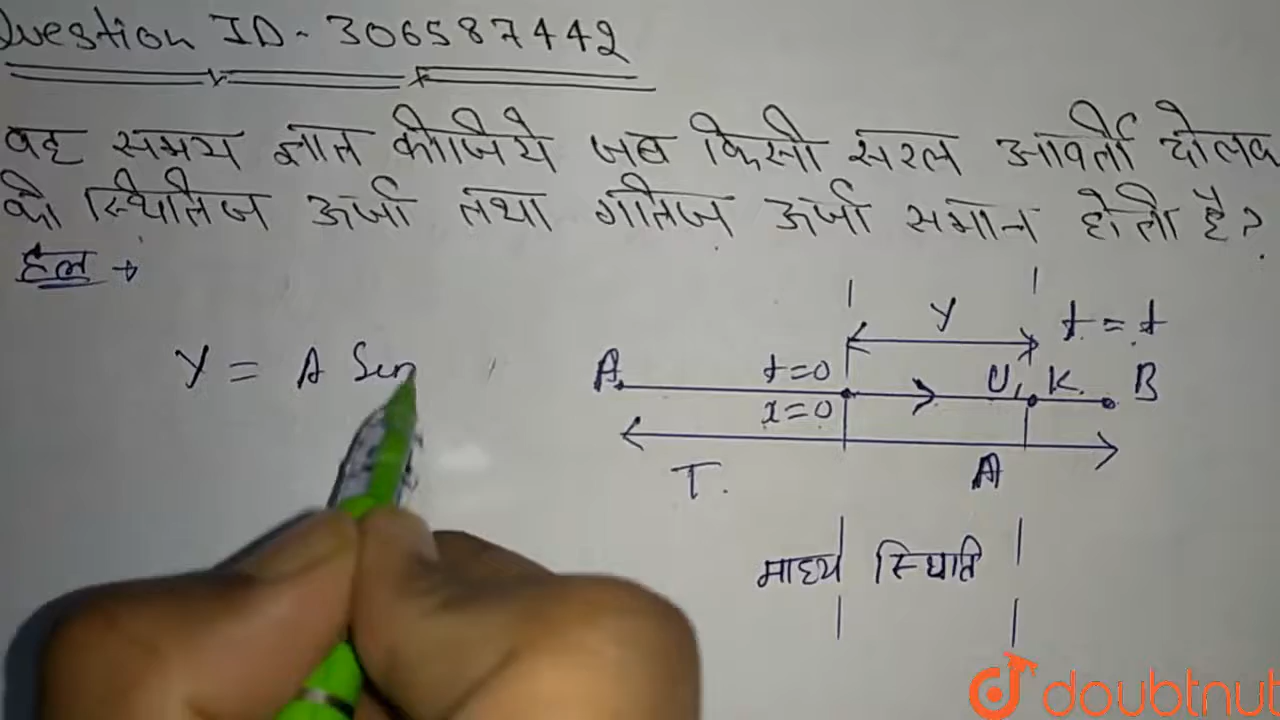 Question ID - 306587442
वह समय ज्ञात कीजिये जब किसी सरल आवर्ती दोलक
की स्थितिज ऊर्जा तथा गतिज ऊर्जा समान होती है?
हल →
y
t = t
y = A Sin
A
t=0
U, K.
B
x=0
T.
A
माध्य स्थिति
doubtnut